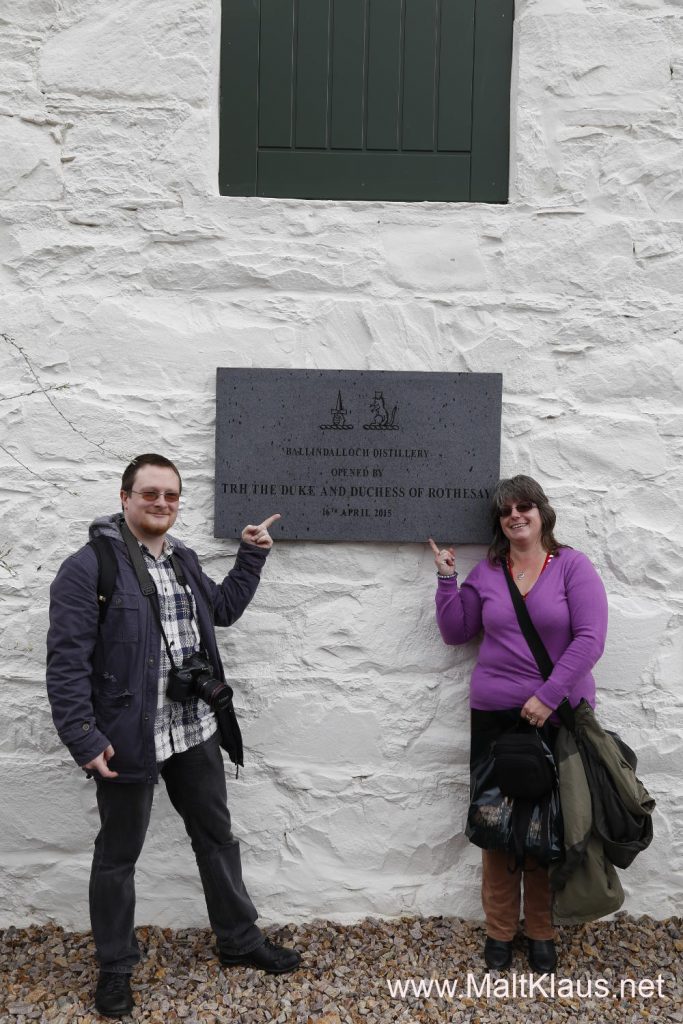 BALLINDALLOCH DISTILLERY
OPENED BY
TRH THE DUKE AND DUCHESS OF ROTHESAY
16TH APRIL 2015
www.MaltKlaus.net